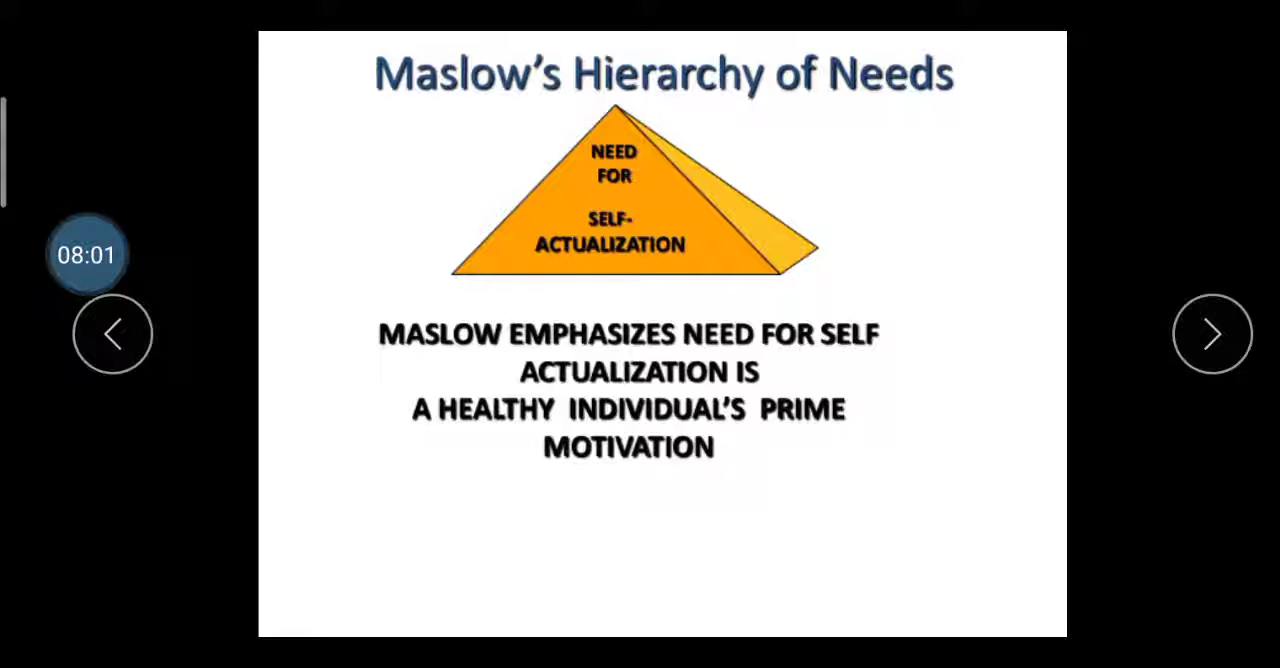 Maslow's Hierarchy of Needs
NEED
FOR
SELF-
ACTUALIZATION
08:01
MASLOW EMPHASIZES NEED FOR SELF
ACTUALIZATION IS
A HEALTHY INDIVIDUAL'S PRIME
MOTIVATION